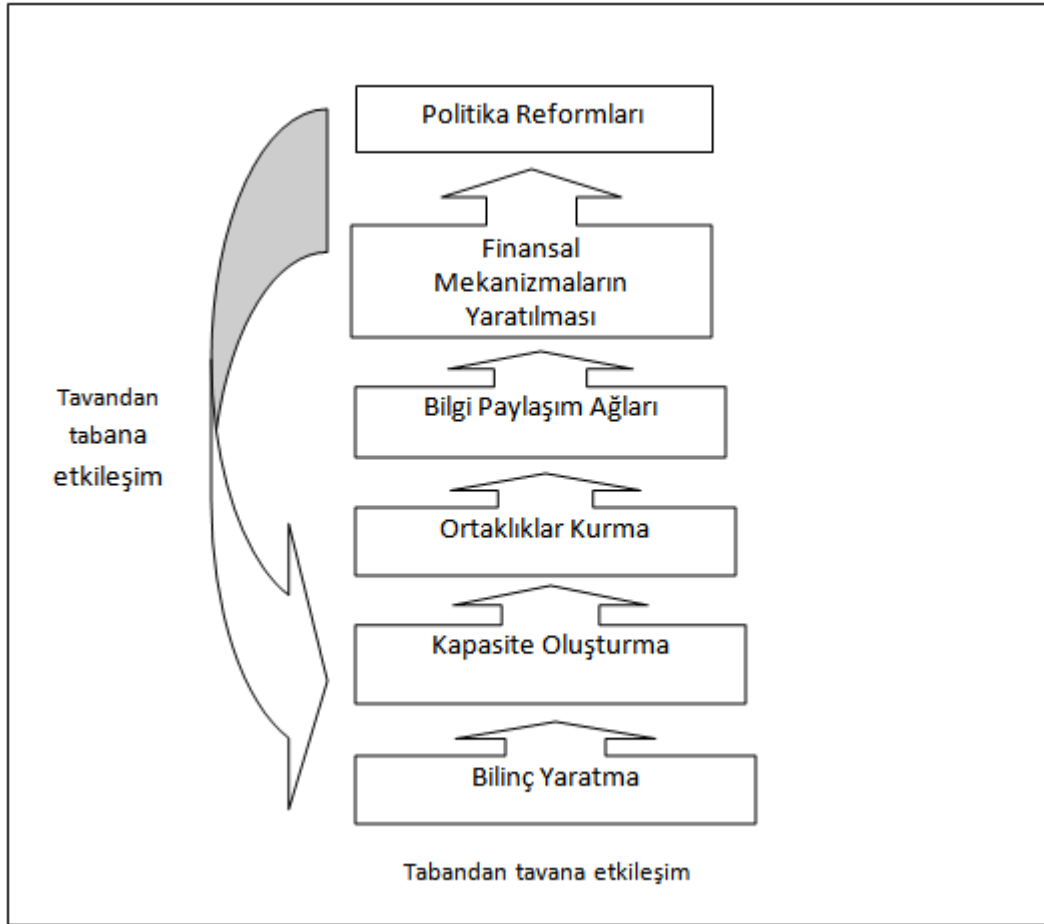 Politika Reformları
Finansal
Mekanizmaların
Yaratılması
Bilgi Paylaşım Ağları
Tavandan
tabana
etkileşim
Ortaklıklar Kurma
Kapasite Oluşturma
Bilinç Yaratma
Tabandan tavana etkileşim